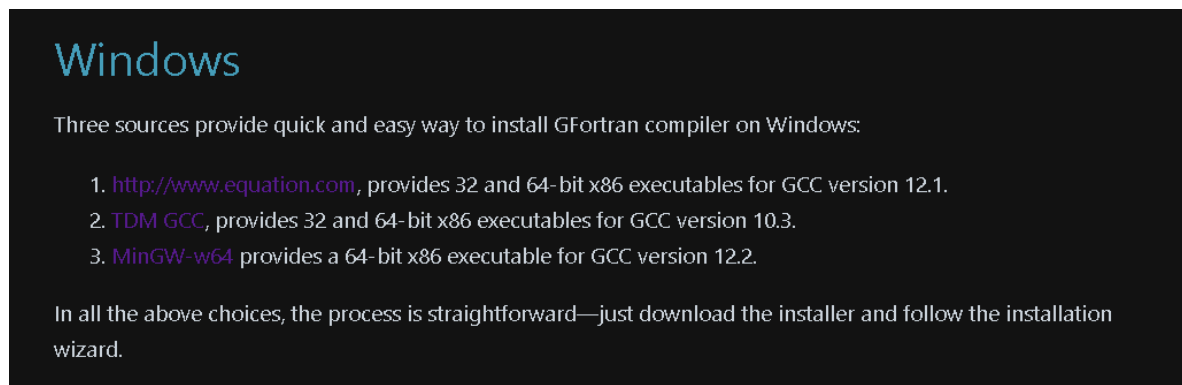 Windows
Three sources provide quick and easy way to install GFortran compiler on Windows:
1. http://www.equation.com, provides 32 and 64-bit x86 executables for GCC version 12.1.
2. TDM GCC, provides 32 and 64-bit x86 executables for GCC version 10.3.
3. MinGW-w64 provides a 64-bit x86 executable for GCC version 12.2.
In all the above choices, the process is straightforward—just download the installer and follow the installation
wizard.